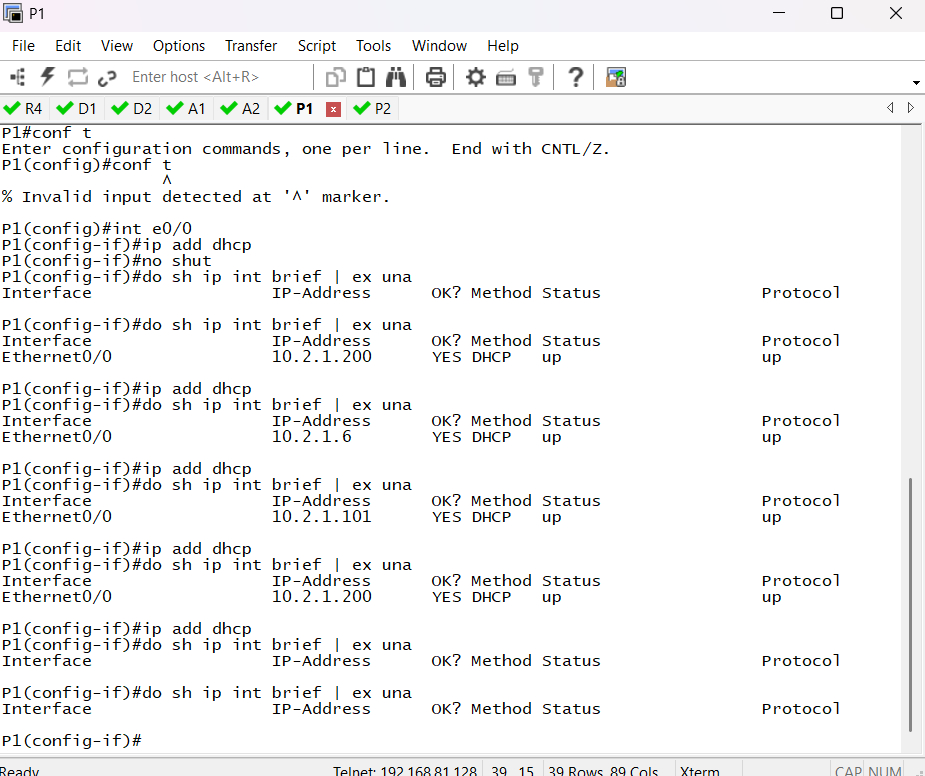 P1
File Edit View Options Transfer Script Tools Window Help
Enter host <Alt+R>
R4 D1 D2 A1 A2 P1 x P2
P1#conf t
Enter configuration commands, one per line.  End with CNTL/Z.
P1(config)#conf t
^
% Invalid input detected at '^' marker.
P1(config)#int e0/0
P1(config-if)#ip add dhcp
P1(config-if)#no shut
P1(config-if)#do sh ip int brief | ex una
Interface IP-Address OK? Method Status Protocol
P1(config-if)#do sh ip int brief | ex una
Interface IP-Address OK? Method Status Protocol
Ethernet0/0 10.2.1.200 YES DHCP up up
P1(config-if)#ip add dhcp
P1(config-if)#do sh ip int brief | ex una
Interface IP-Address OK? Method Status Protocol
Ethernet0/0 10.2.1.6 YES DHCP up up
P1(config-if)#ip add dhcp
P1(config-if)#do sh ip int brief | ex una
Interface IP-Address OK? Method Status Protocol
Ethernet0/0 10.2.1.101 YES DHCP up up
P1(config-if)#ip add dhcp
P1(config-if)#do sh ip int brief | ex una
Interface IP-Address OK? Method Status Protocol
Ethernet0/0 10.2.1.200 YES DHCP up up
P1(config-if)#ip add dhcp
P1(config-if)#do sh ip int brief | ex una
Interface IP-Address OK? Method Status Protocol
P1(config-if)#do sh ip int brief | ex una
Interface IP-Address OK? Method Status Protocol
P1(config-if)#
Ready Telnet: 192.168.81.128 39, 15 39 Rows, 89 Cols Xterm CAP NUM